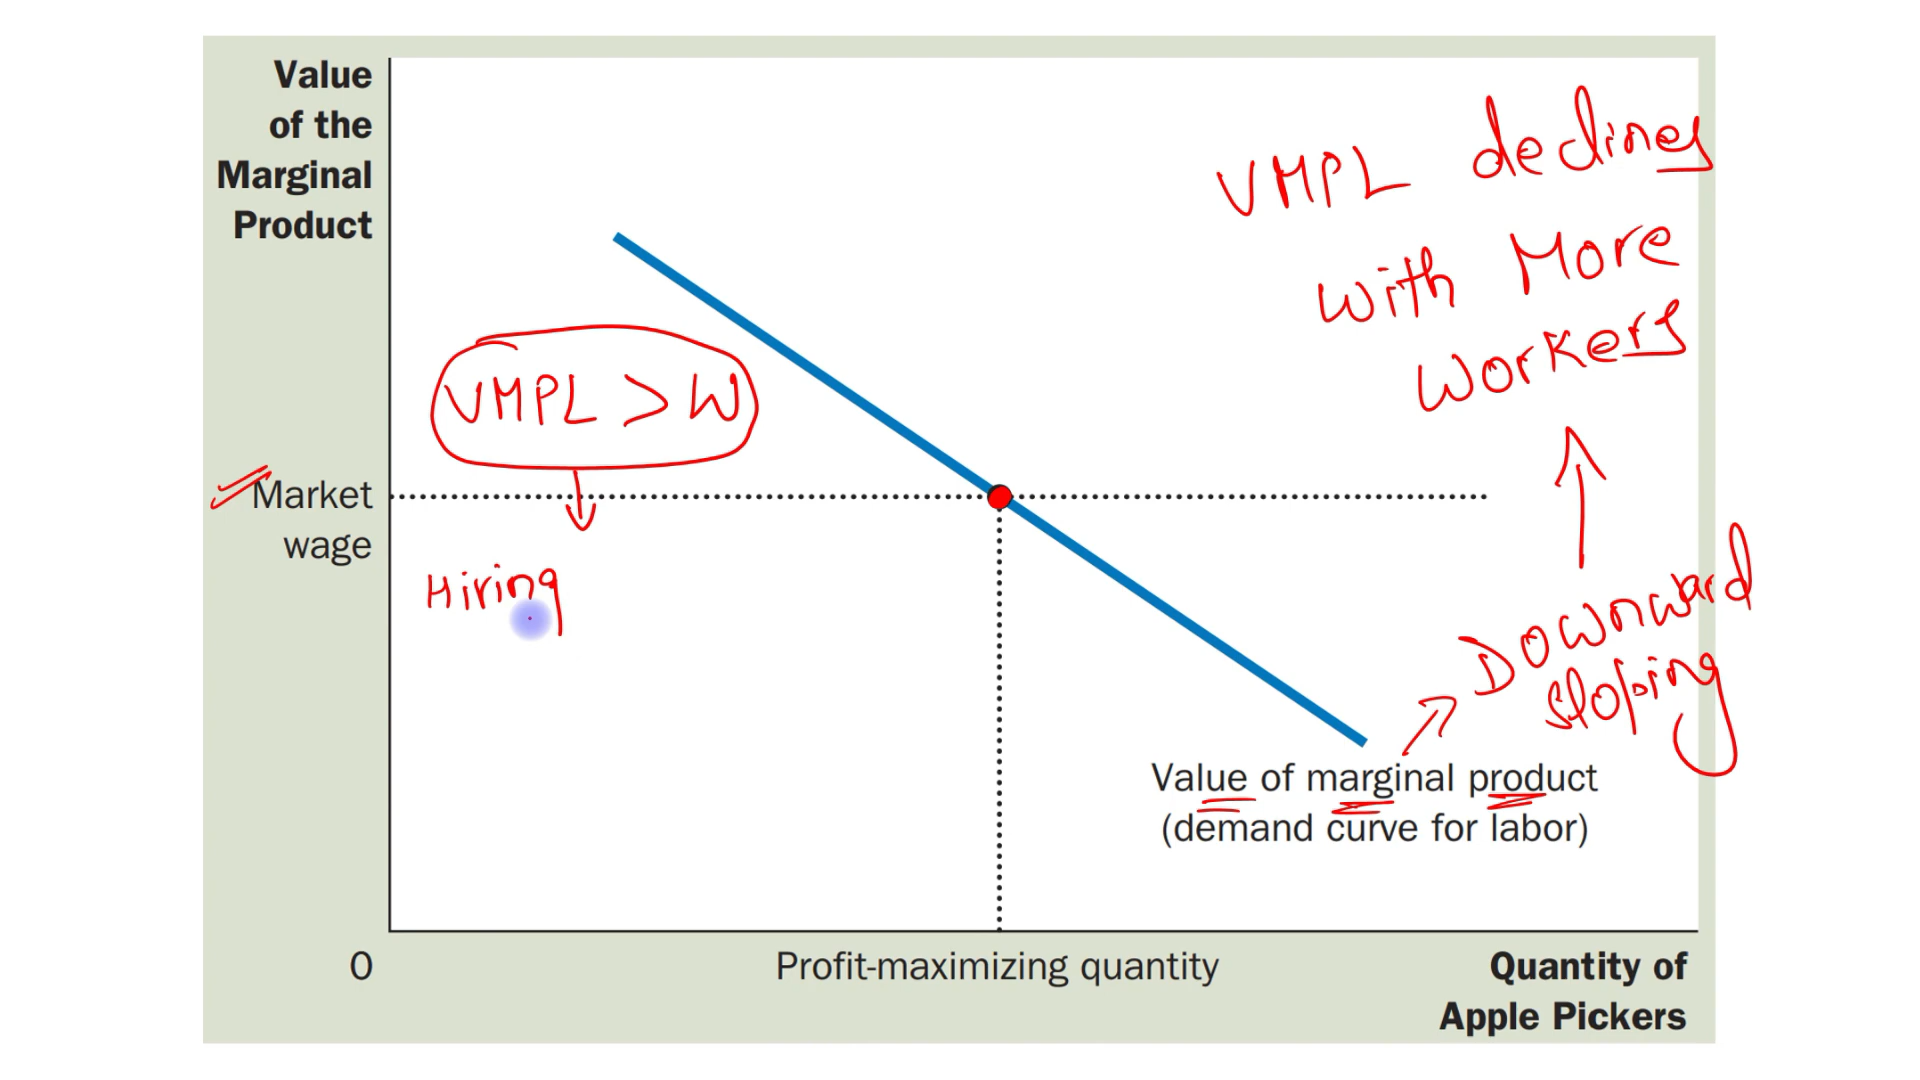 Value
of the
Marginal
Product
VMPL declines
with More
Workers
VMPL > W
Market
wage
Hiring
Downward
sloping
Value of marginal product
(demand curve for labor)
0
Profit-maximizing quantity
Quantity of
Apple Pickers